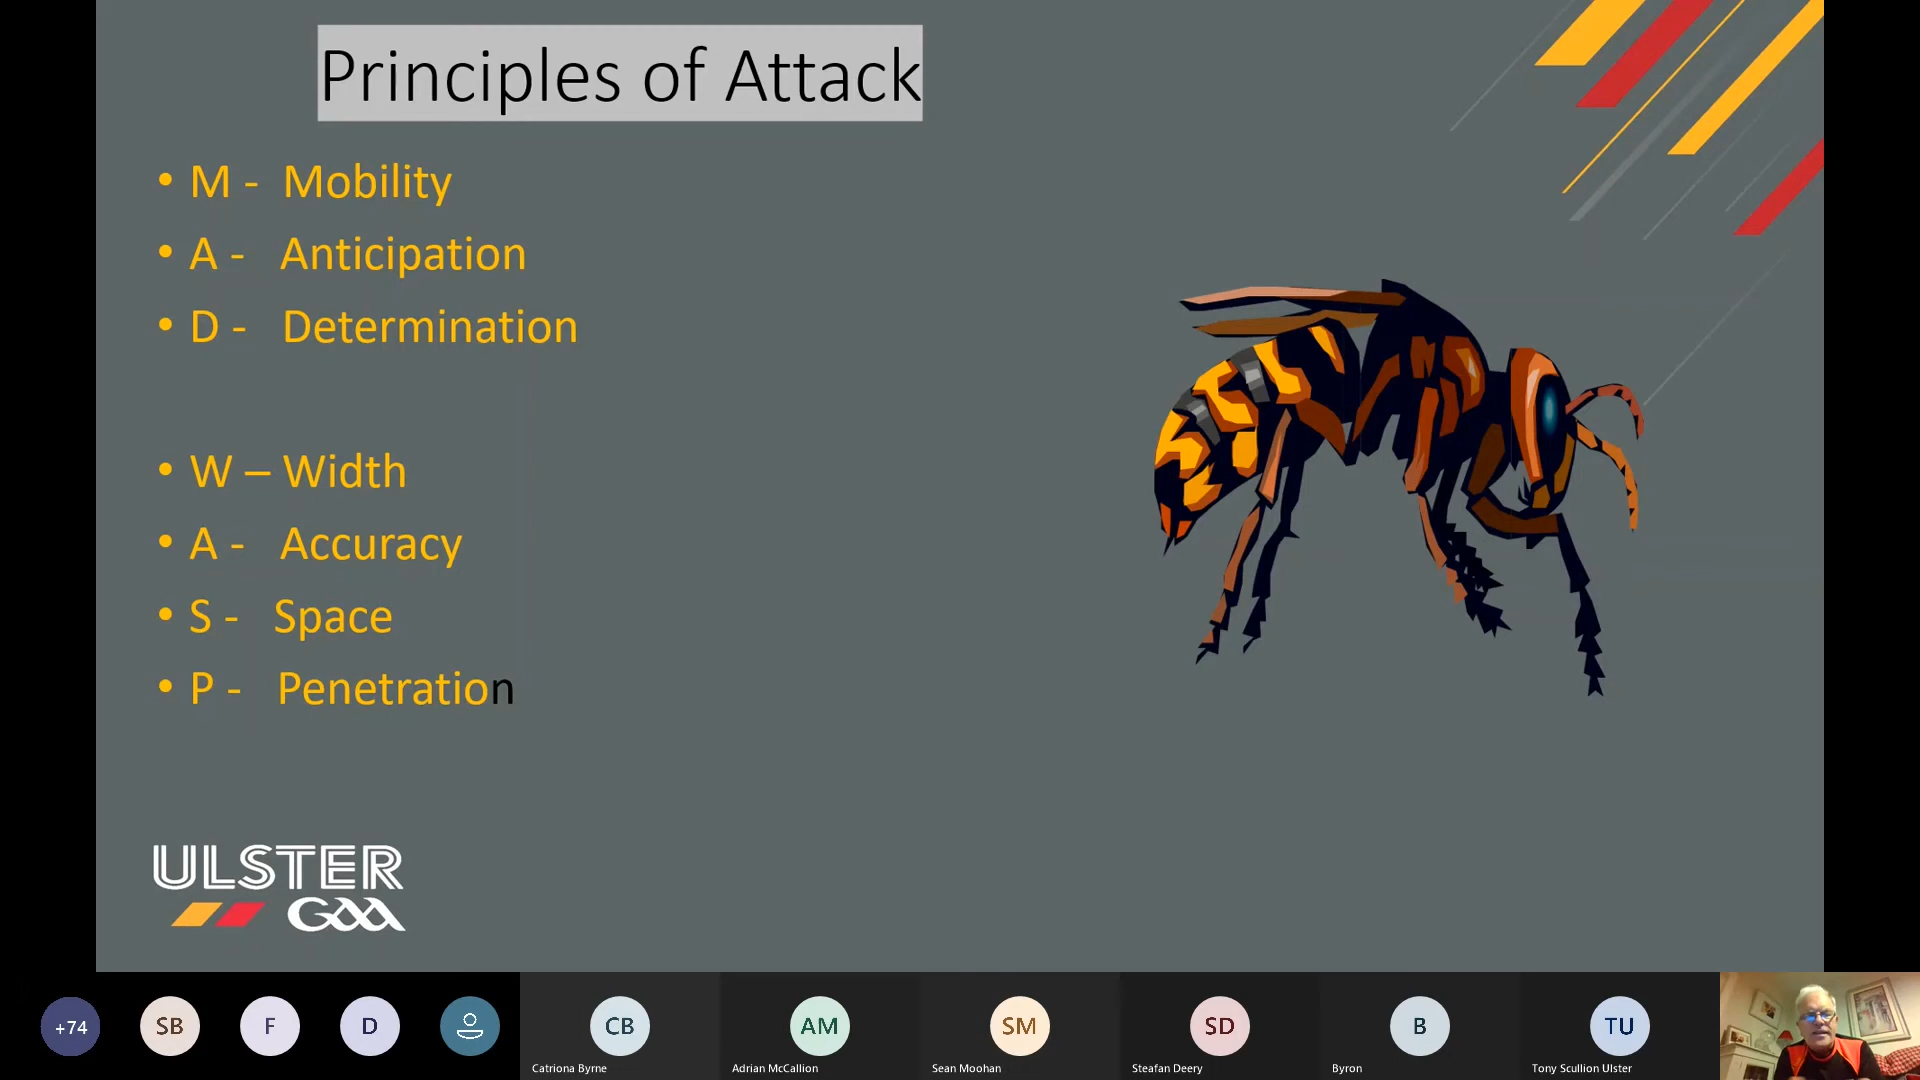 Principles of Attack
• M - Mobility
• A - Anticipation
• D - Determination
• W – Width
• A - Accuracy
• S - Space
• P - Penetration
ULSTER
GAA
+74
SB
F
D
CB
AM
SM
SD
B
TU
Catriona Byrne
Adrian McCallion
Sean Moohan
Steafan Deery
Byron
Tony Scullion Ulster